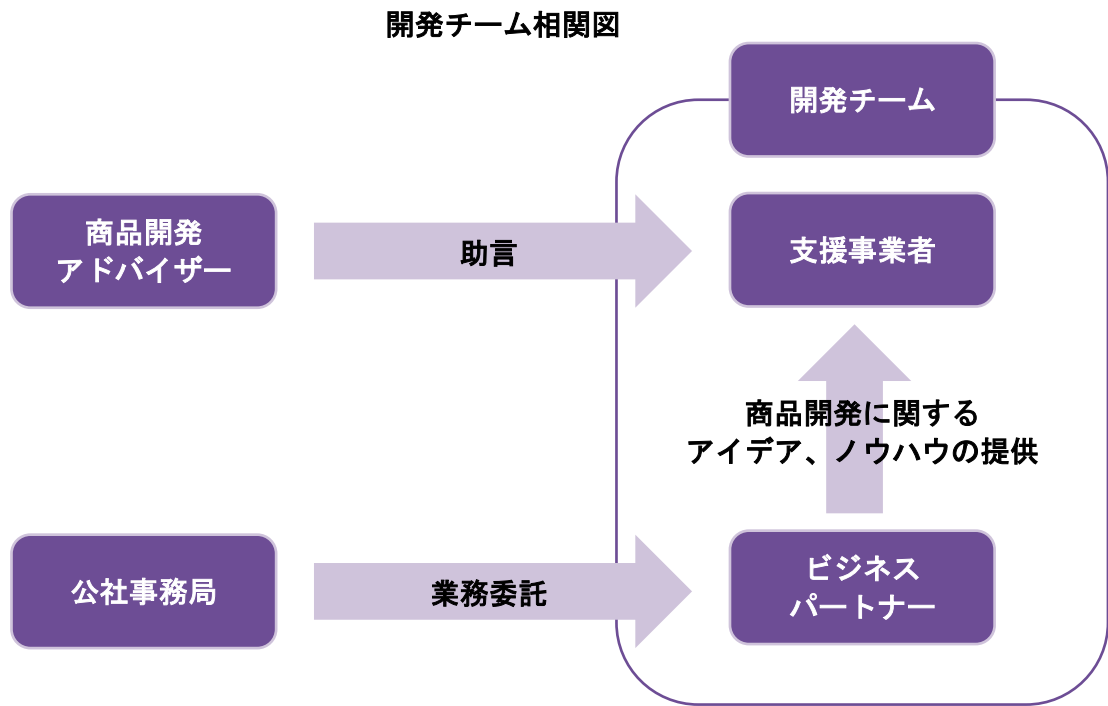 開発チーム相関図
開発チーム
商品開発
アドバイザー
助言
支援事業者
商品開発に関する
アイデア、ノウハウの提供
公社事務局
業務委託
ビジネス
パートナー